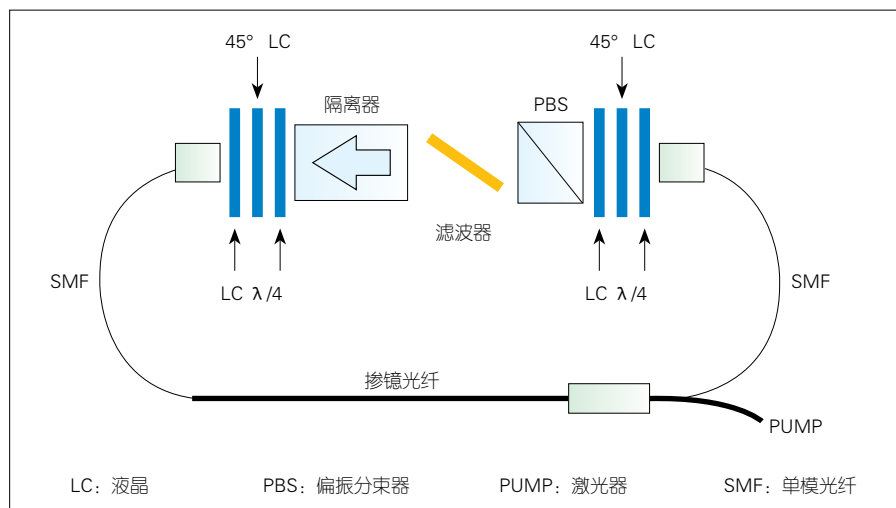 45° LC
45° LC
隔离器
PBS
滤波器
SMF
LC λ/4
LC λ/4
SMF
掺镜光纤
PUMP
LC：液晶
PBS：偏振分束器
PUMP：激光器
SMF：单模光纤